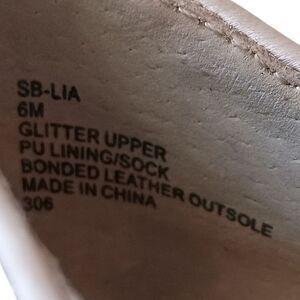 SB-LIA
6M
GLITTER UPPER
PU LINING/SOCK
BONDED LEATHER OUTSOLE
MADE IN CHINA
306